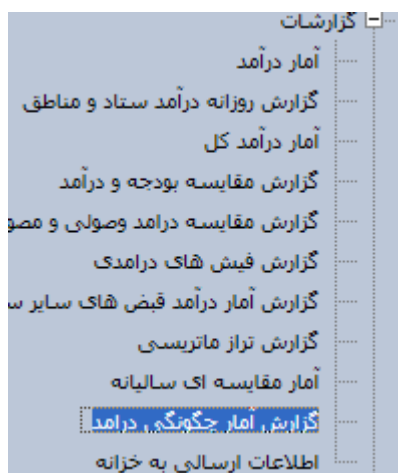 گزارشات
آمار درآمد
گزارش روزانه درآمد ستاد و مناطق
آمار درآمد کل
گزارش مقایسه بودجه و درآمد
گزارش مقایسه درامد وصولی و
گزارش فیش های درامدی
گزارش آمار درآمد قبض های سایر
گزارش تراز ماتریسی
آمار مقایسه ای سالیانه
گزارش آمار چگونگی درامد
اطلاعات ارسالی به خزانه